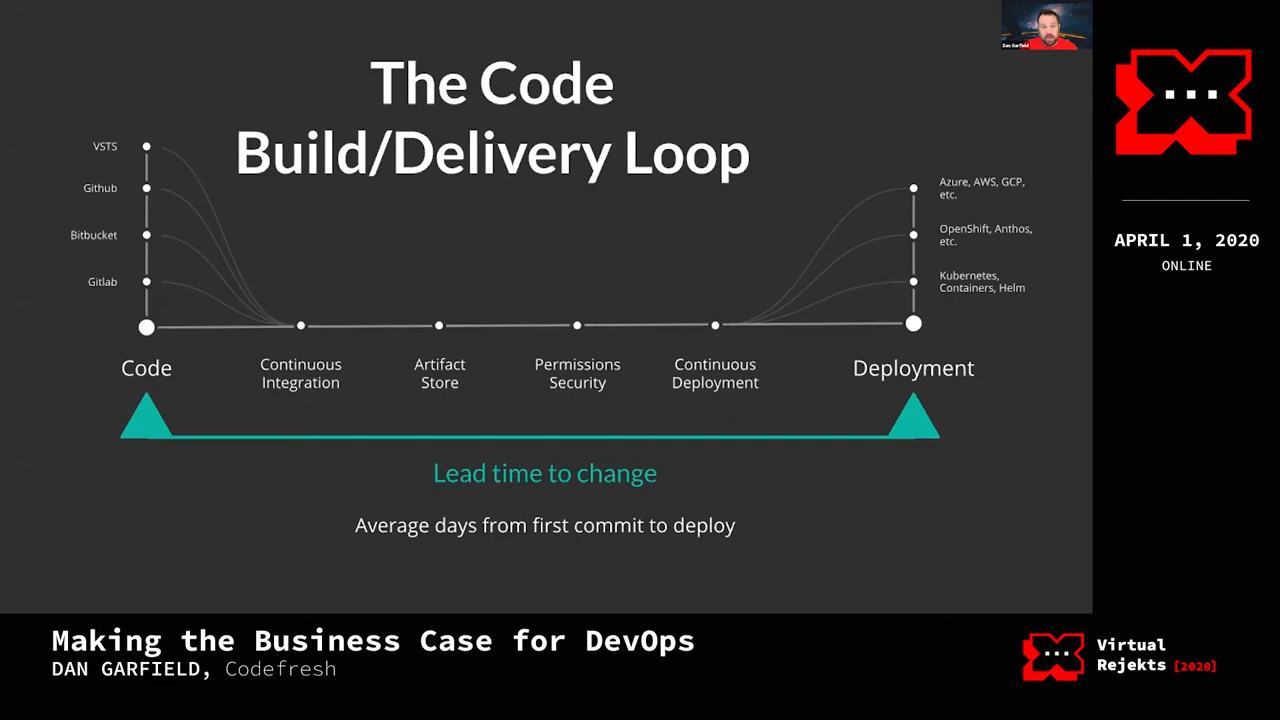 Dan Garfield
The Code
Build/Delivery Loop
VSTS
Github
Bitbucket
Gitlab
Azure, AWS, GCP,
etc.
OpenShift, Anthos,
etc.
Kubernetes,
Containers, Helm
Code
Continuous
Integration
Artifact
Store
Permissions
Security
Continuous
Deployment
Deployment
Lead time to change
Average days from first commit to deploy
APRIL 1, 2020
ONLINE
Making the Business Case for DevOps
DAN GARFIELD, Codefresh
Virtual
Rejekts [2020]